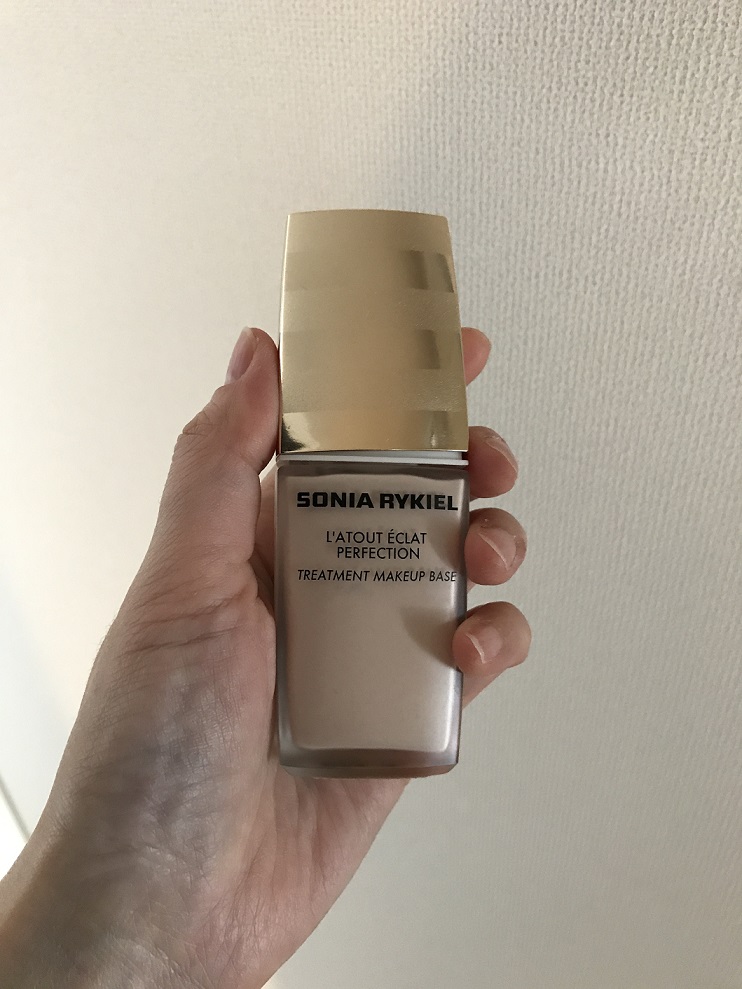 SONIA RYKIEL
L'ATOUT ÉCLAT
PERFECTION
TREATMENT MAKEUP BASE